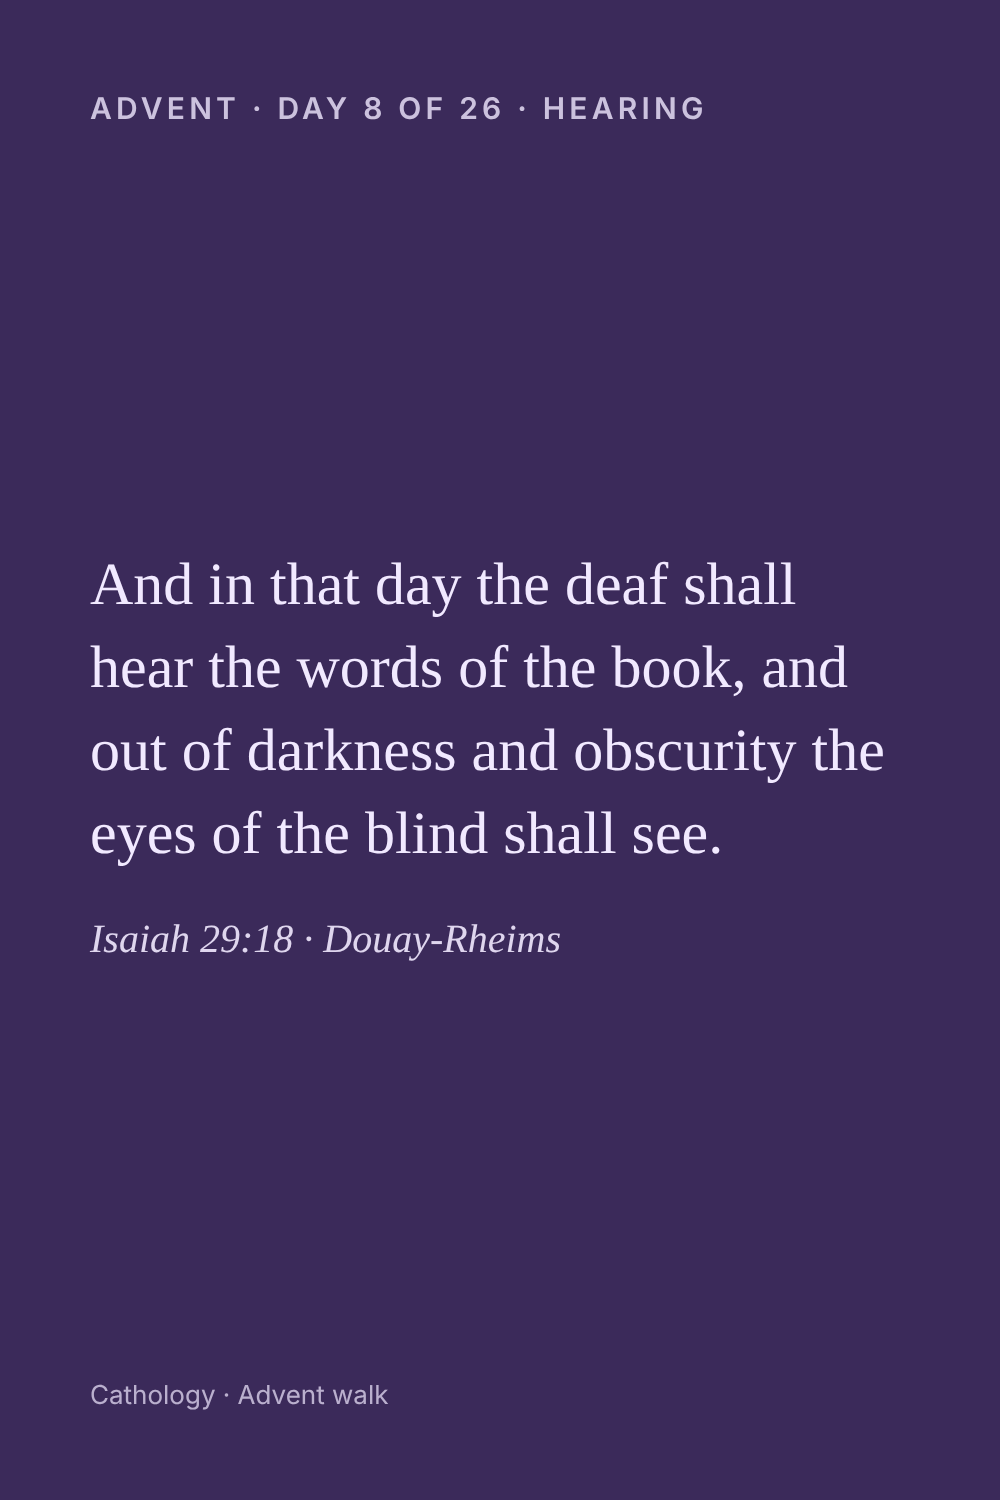 ADVENT · DAY 8 OF 26 · HEARING
And in that day the deaf shall
hear the words of the book, and
out of darkness and obscurity the
eyes of the blind shall see.
Isaiah 29:18 · Douay-Rheims
Cathology · Advent walk